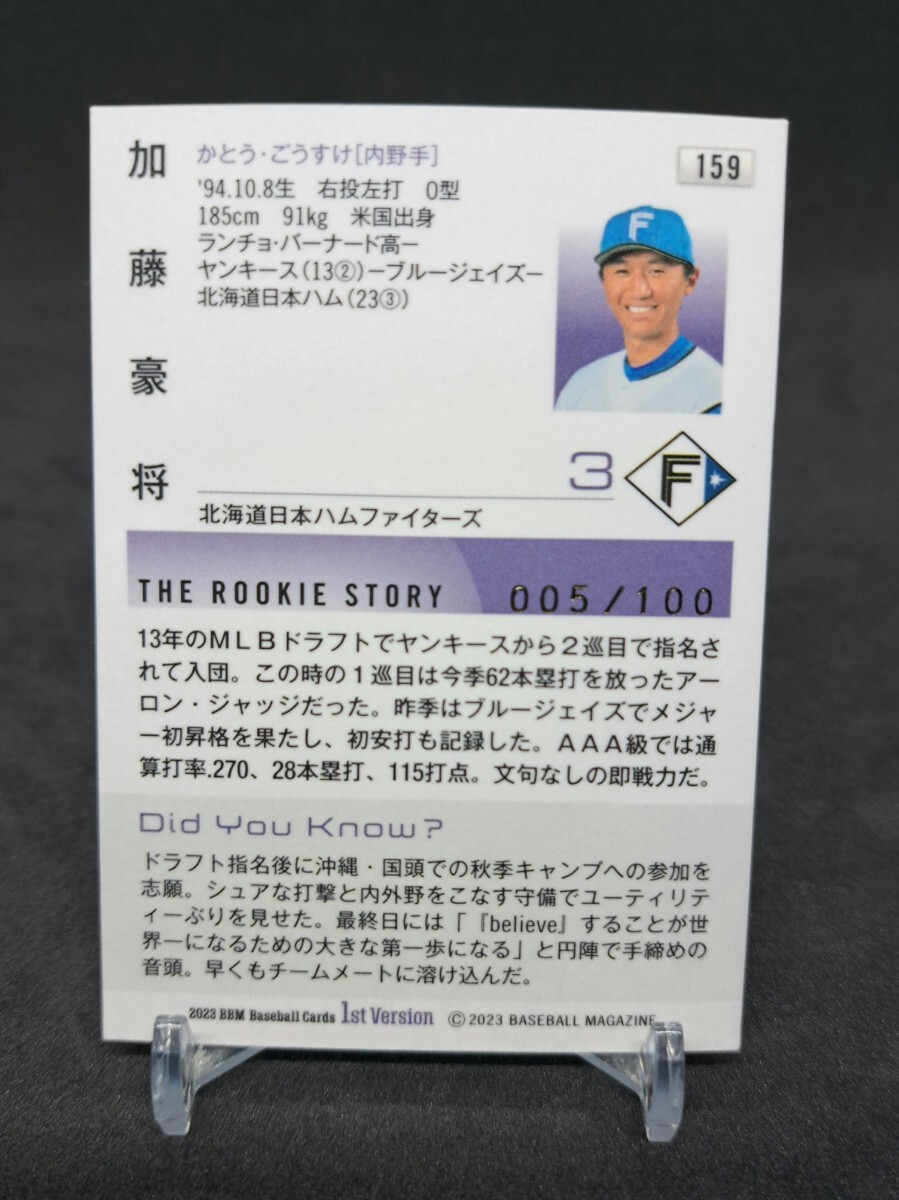 加藤豪将
かとう・ごうすけ[内野手]
159
'94.10.8生 右投左打 O型
185cm 91kg 米国出身
ランチョ・バーナード高ー
ヤンキース(13②)ーブルージェイズー
北海道日本ハム(23③)
F
3
F
北海道日本ハムファイターズ
THE ROOKIE STORY 005/100
13年のMLBドラフトでヤンキースから2巡目で指名さ
れて入団。この時の1巡目は今季62本塁打を放ったアー
ロン・ジャッジだった。昨季はブルージェイズでメジャ
ー初昇格を果たし、初安打も記録した。AAA級では通
算打率.270、28本塁打、115打点。文句なしの即戦力だ。
Did You Know?
ドラフト指名後に沖縄・国頭での秋季キャンプへの参加を
志願。シュアな打撃と内外野をこなす守備でユーティリテ
ィーぶりを見せた。最終日には「『believe』することが世
界一になるための大きな第一歩になる」と円陣で手締めの
音頭。早くもチームメートに溶け込んだ。
2023 BBM Baseball Cards 1st Version ©2023 BASEBALL MAGAZINE